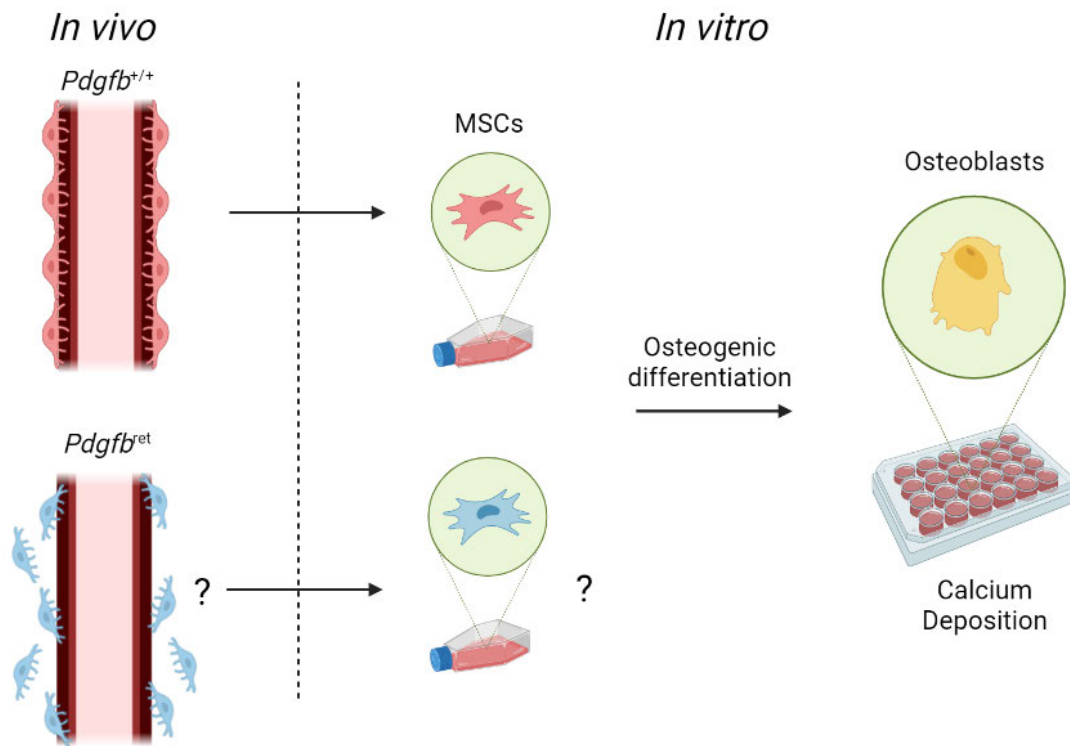 In vivo
In vitro
Pdgfb+/+
MSCs
Osteoblasts
Osteogenic
differentiation
Pdgfbret
?
?
Calcium
Deposition